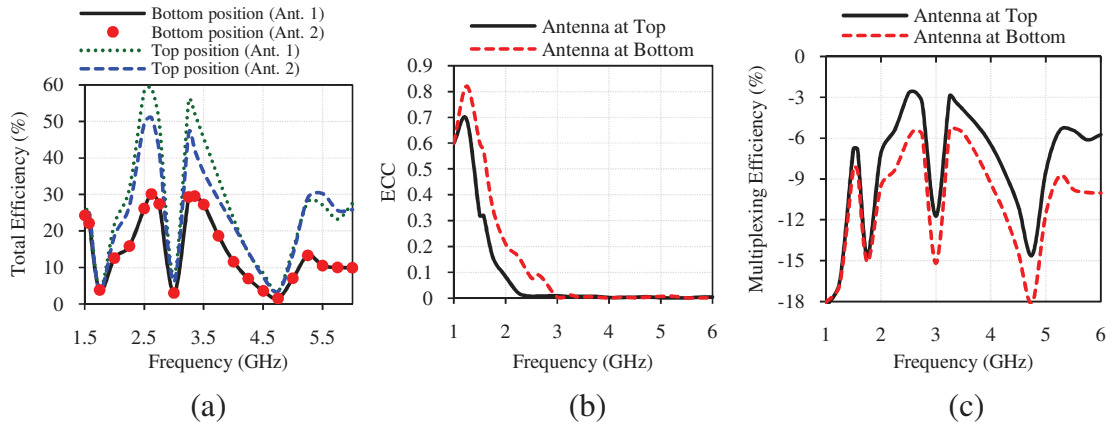 Bottom position (Ant. 1)
Bottom position (Ant. 2)
Top position (Ant. 1)
Top position (Ant. 2)
Total Efficiency (%)
60
50
40
30
20
10
0
1.5 2.5 3.5 4.5 5.5
Frequency (GHz)
(a)
Antenna at Top
Antenna at Bottom
ECC
0.9
0.8
0.7
0.6
0.5
0.4
0.3
0.2
0.1
0
1 2 3 4 5 6
Frequency (GHz)
(b)
(c)
Antenna at Top
Antenna at Bottom
Multiplexing Efficiency (%)
0
-3
-6
-9
-12
-15
-18
1 2 3 4 5 6
Frequency (GHz)
(c)